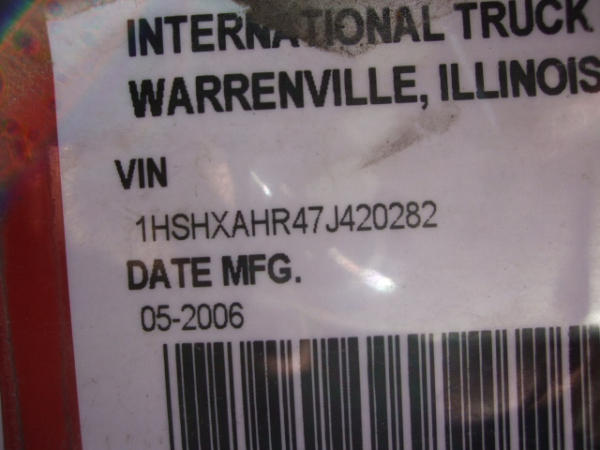 INTERNATIONAL TRUCK
WARRENVILLE, ILLINOIS
VIN
1HSHXAHR47J420282
DATE MFG.
05-2006